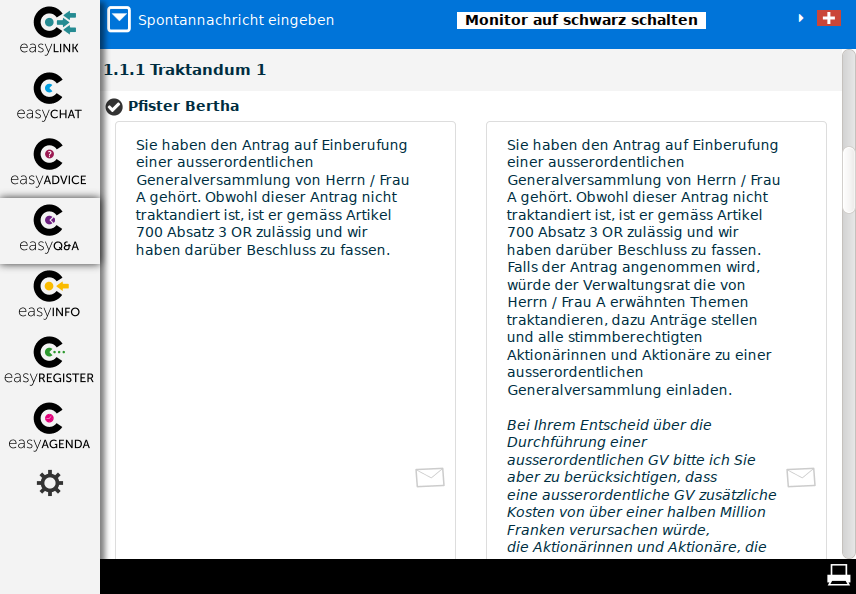 easyLINK
easyCHAT
easyADVICE
easyQ&A
easyINFO
easyREGISTER
easyAGENDA
Spontannachricht eingeben
Monitor auf schwarz schalten
1.1.1 Traktandum 1
Pfister Bertha
Sie haben den Antrag auf Einberufung
einer ausserordentlichen
Generalversammlung von Herrn / Frau
A gehört. Obwohl dieser Antrag nicht
traktandiert ist, ist er gemäss Artikel
700 Absatz 3 OR zulässig und wir
haben darüber Beschluss zu fassen.
Sie haben den Antrag auf Einberufung
einer ausserordentlichen
Generalversammlung von Herrn / Frau
A gehört. Obwohl dieser Antrag nicht
traktandiert ist, ist er gemäss Artikel
700 Absatz 3 OR zulässig und wir
haben darüber Beschluss zu fassen.
Falls der Antrag angenommen wird,
würde der Verwaltungsrat die von
Herrn / Frau A erwähnten Themen
traktandieren, dazu Anträge stellen
und alle stimmberechtigten
Aktionärinnen und Aktionäre zu einer
ausserordentlichen
Generalversammlung einladen.
Bei Ihrem Entscheid über die
Durchführung einer
ausserordentlichen GV bitte ich Sie
aber zu berücksichtigen, dass
eine ausserordentliche GV zusätzliche
Kosten von über einer halben Million
Franken verursachen würde,
die Aktionärinnen und Aktionäre, die